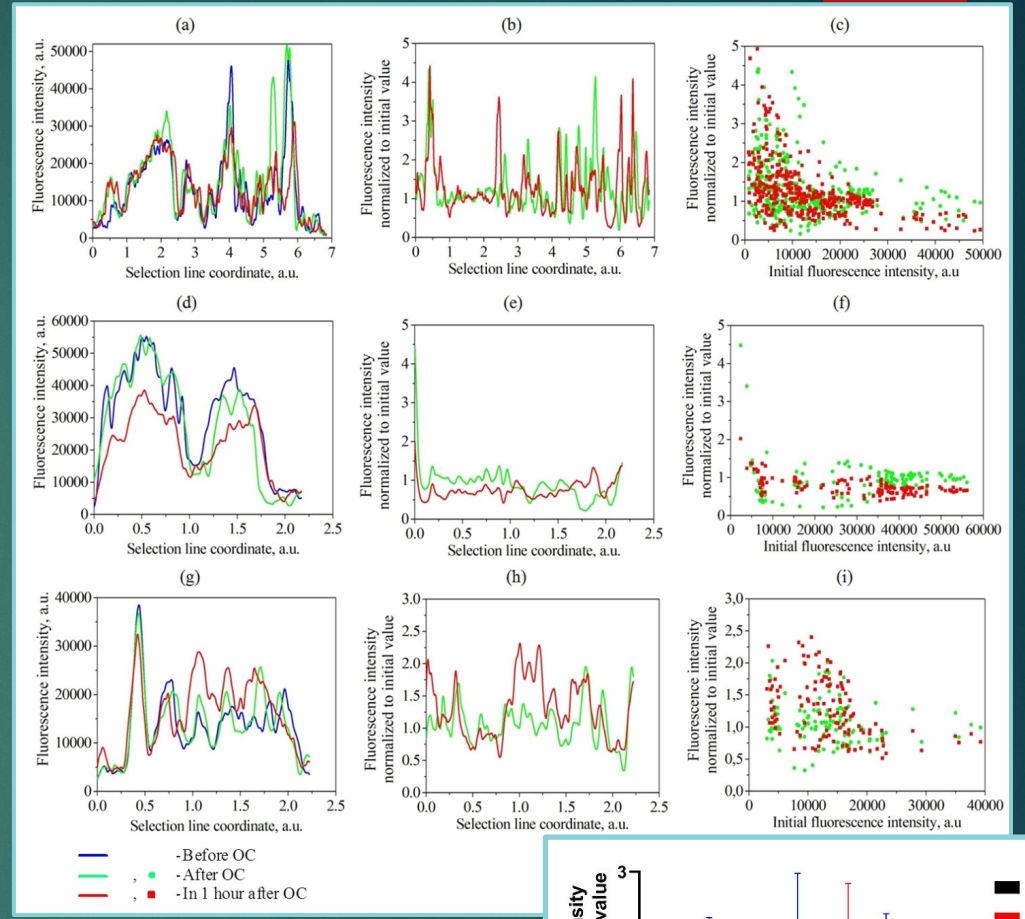 (a)
(b)
(c)
Fluorescence intensity, a.u.
50000
40000
30000
20000
10000
0
0 1 2 3 4 5 6 7
Selection line coordinate, a.u.
Fluorescence intensity
normalized to initial value
5
4
3
2
1
0
0 1 2 3 4 5 6 7
Selection line coordinate, a.u.
Fluorescence intensity
normalized to initial value
5
4
3
2
1
0
0 10000 20000 30000 40000 50000
Initial fluorescence intensity, a.u
(d)
(e)
(f)
Fluorescence intensity, a.u.
60000
50000
40000
30000
20000
10000
0
0.0 0.5 1.0 1.5 2.0 2.5
Selection line coordinate, a.u.
Fluorescence intensity
normalized to initial value
5
4
3
2
1
0
0.0 0.5 1.0 1.5 2.0 2.5
Selection line coordinate, a.u.
Fluorescence intensity
normalized to initial value
5
4
3
2
1
0
0 10000 20000 30000 40000 50000 60000
Initial fluorescence intensity, a.u
(g)
(h)
(i)
Fluorescence intensity, a.u.
40000
30000
20000
10000
0
0.0 0.5 1.0 1.5 2.0 2.5
Selection line coordinate, a.u.
Fluorescence intensity
normalized to initial value
3.0
2.5
2.0
1.5
1.0
0.5
0.0
0.0 0.5 1.0 1.5 2.0 2.5
Selection line coordinate, a.u.
Fluorescence intensity
normalized to initial value
3,0
2,5
2,0
1,5
1,0
0,5
0,0
0 10000 20000 30000 40000
Initial fluorescence intensity, a.u
-Before OC
, -After OC
, -In 1 hour after OC
3
value